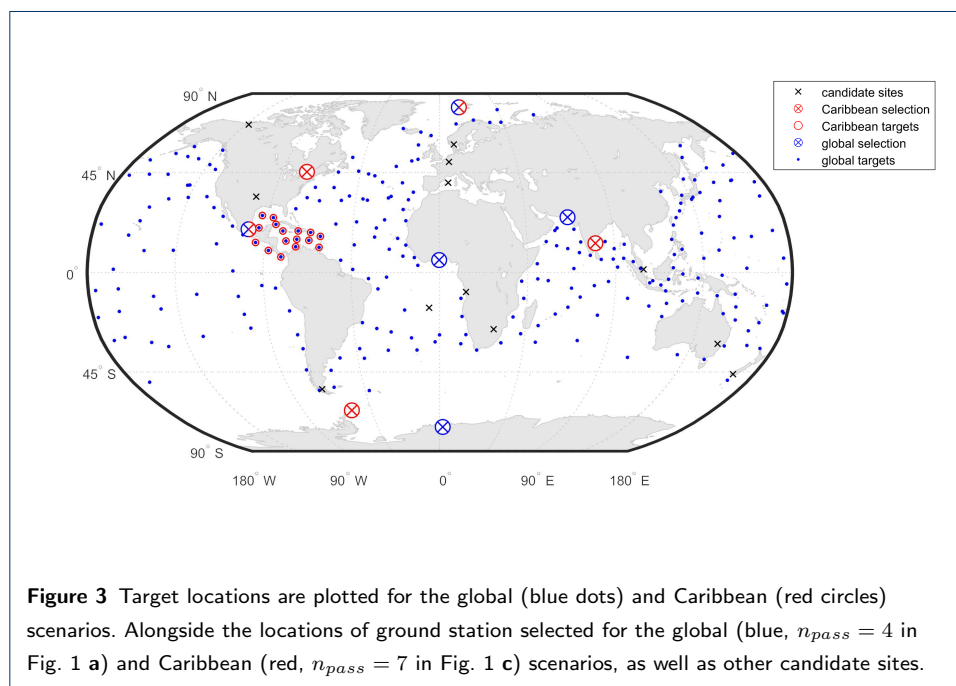 90° N
45° N
0°
45° S
90° S
180° W
90° W
0°
90° E
180° E
candidate sites
Caribbean selection
Caribbean targets
global selection
global targets
Figure 3 Target locations are plotted for the global (blue dots) and Caribbean (red circles)
scenarios. Alongside the locations of ground station selected for the global (blue, n_pass = 4 in
Fig. 1 a) and Caribbean (red, n_pass = 7 in Fig. 1 c) scenarios, as well as other candidate sites.